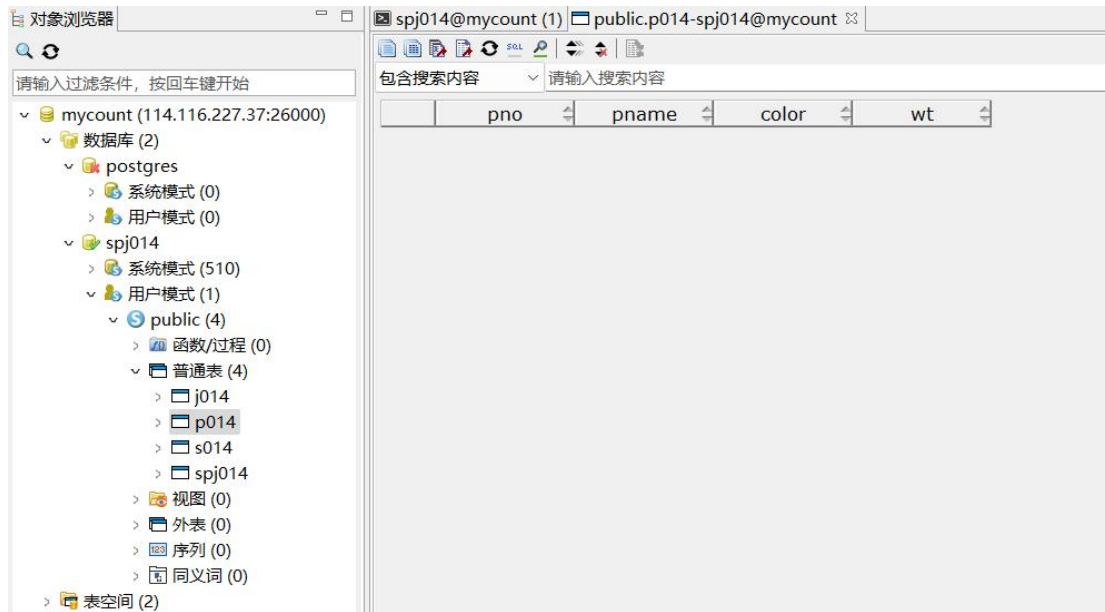 对象浏览器
请输入过滤条件，按回车键开始
mycount (114.116.227.37:26000)
数据库 (2)
postgres
系统模式 (0)
用户模式 (0)
spj014
系统模式 (510)
用户模式 (1)
public (4)
函数/过程 (0)
普通表 (4)
j014
p014
s014
spj014
视图 (0)
外表 (0)
序列 (0)
同义词 (0)
表空间 (2)
spj014@mycount (1) public.p014-spj014@mycount
SQL
包含搜索内容 请输入搜索内容
pno pname color wt